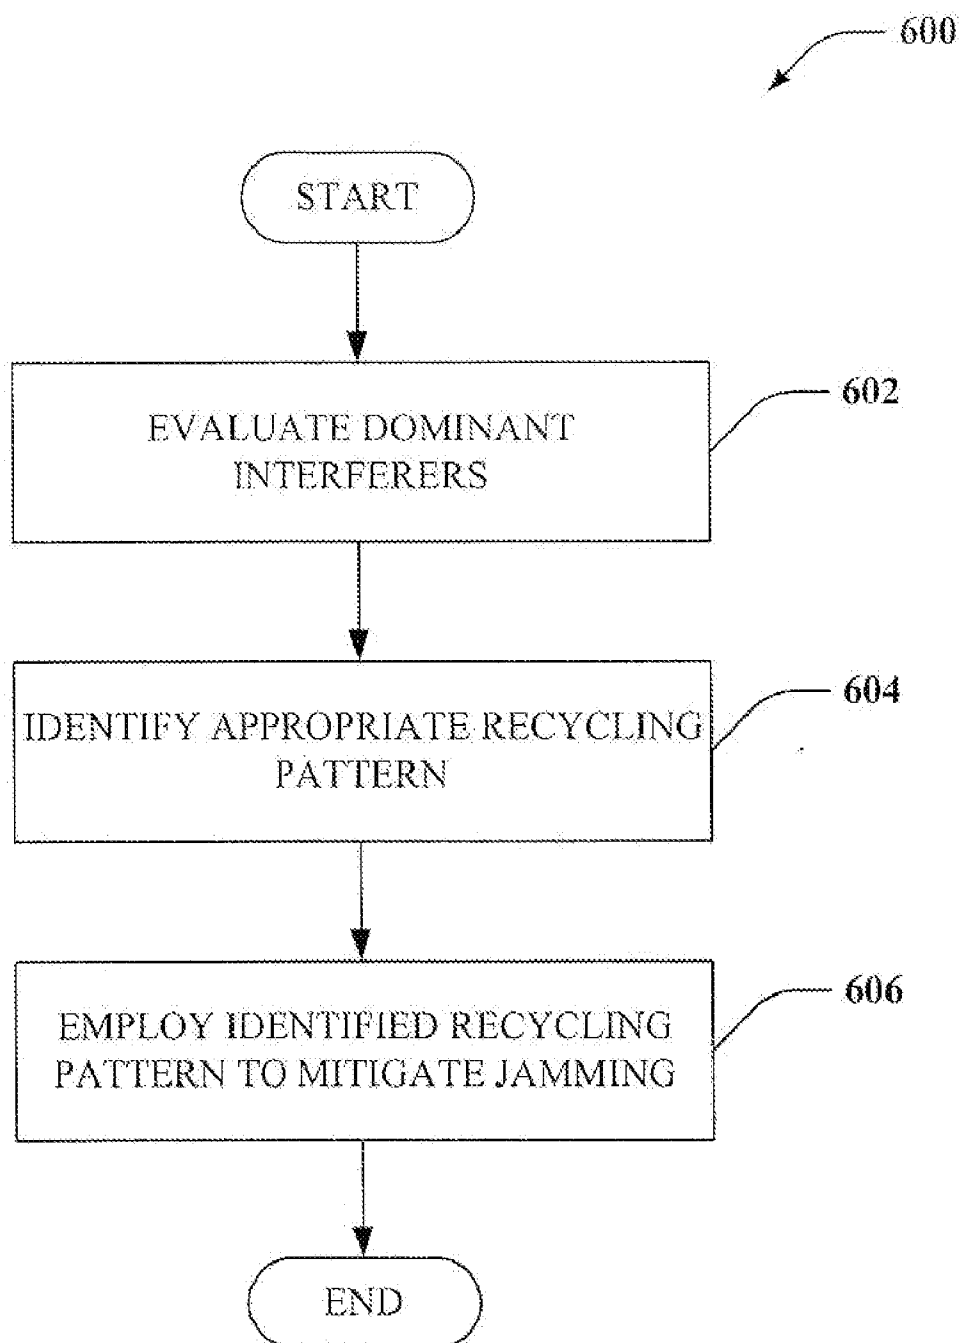 600
START
602
EVALUATE DOMINANT
INTERFERERS
604
IDENTIFY APPROPRIATE RECYCLING
PATTERN
606
EMPLOY IDENTIFIED RECYCLING
PATTERN TO MITIGATE JAMMING
END